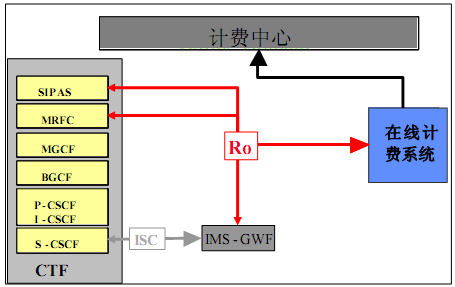 计费中心
SIPAS
MRFC
MGCF
BGCF
P-CSCF
I-CSCF
S-CSCF
CTF
Ro
ISC
IMS-GWF
在线计
费系统